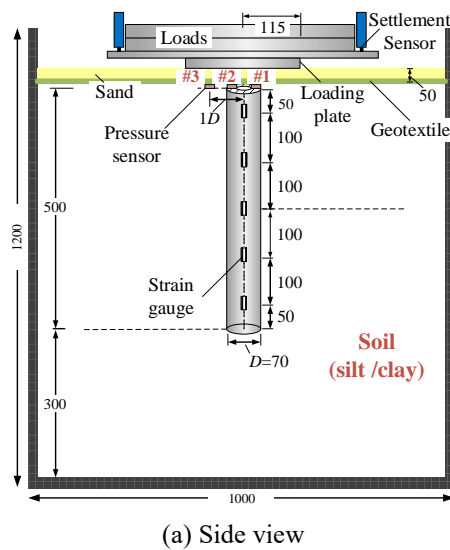 115
Settlement
Sensor
Loads
#3 #2 #1
Sand
Loading
plate
50
50
Geotextile
Pressure
sensor
1D
100
100
500
1200
100
100
Strain
gauge
50
D=70
Soil
(silt /clay)
300
1000
(a) Side view